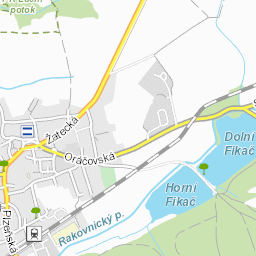 potok
Žatecká
Oráčovská
Dolní
Fikač
Horní
Fikač
Plzeňská
Rakovnický p.